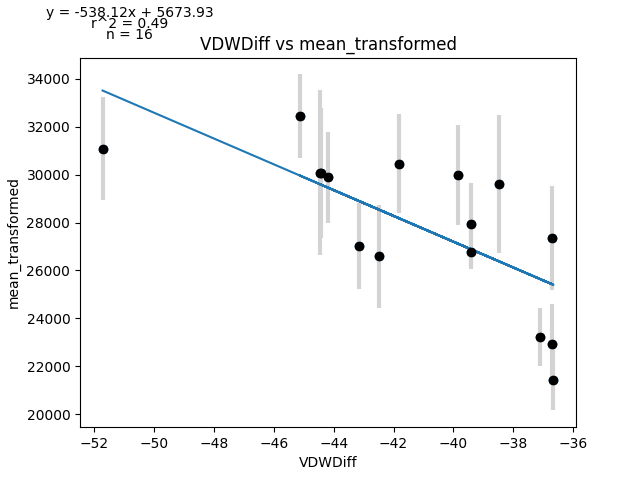 y = -538.12x + 5673.93
r^2 = 0.49
n = 16
VDWDiff vs mean_transformed
34000
32000
30000
28000
26000
24000
22000
20000
mean_transformed
−52
−50
−48
−46
−44
−42
−40
−38
−36
VDWDiff